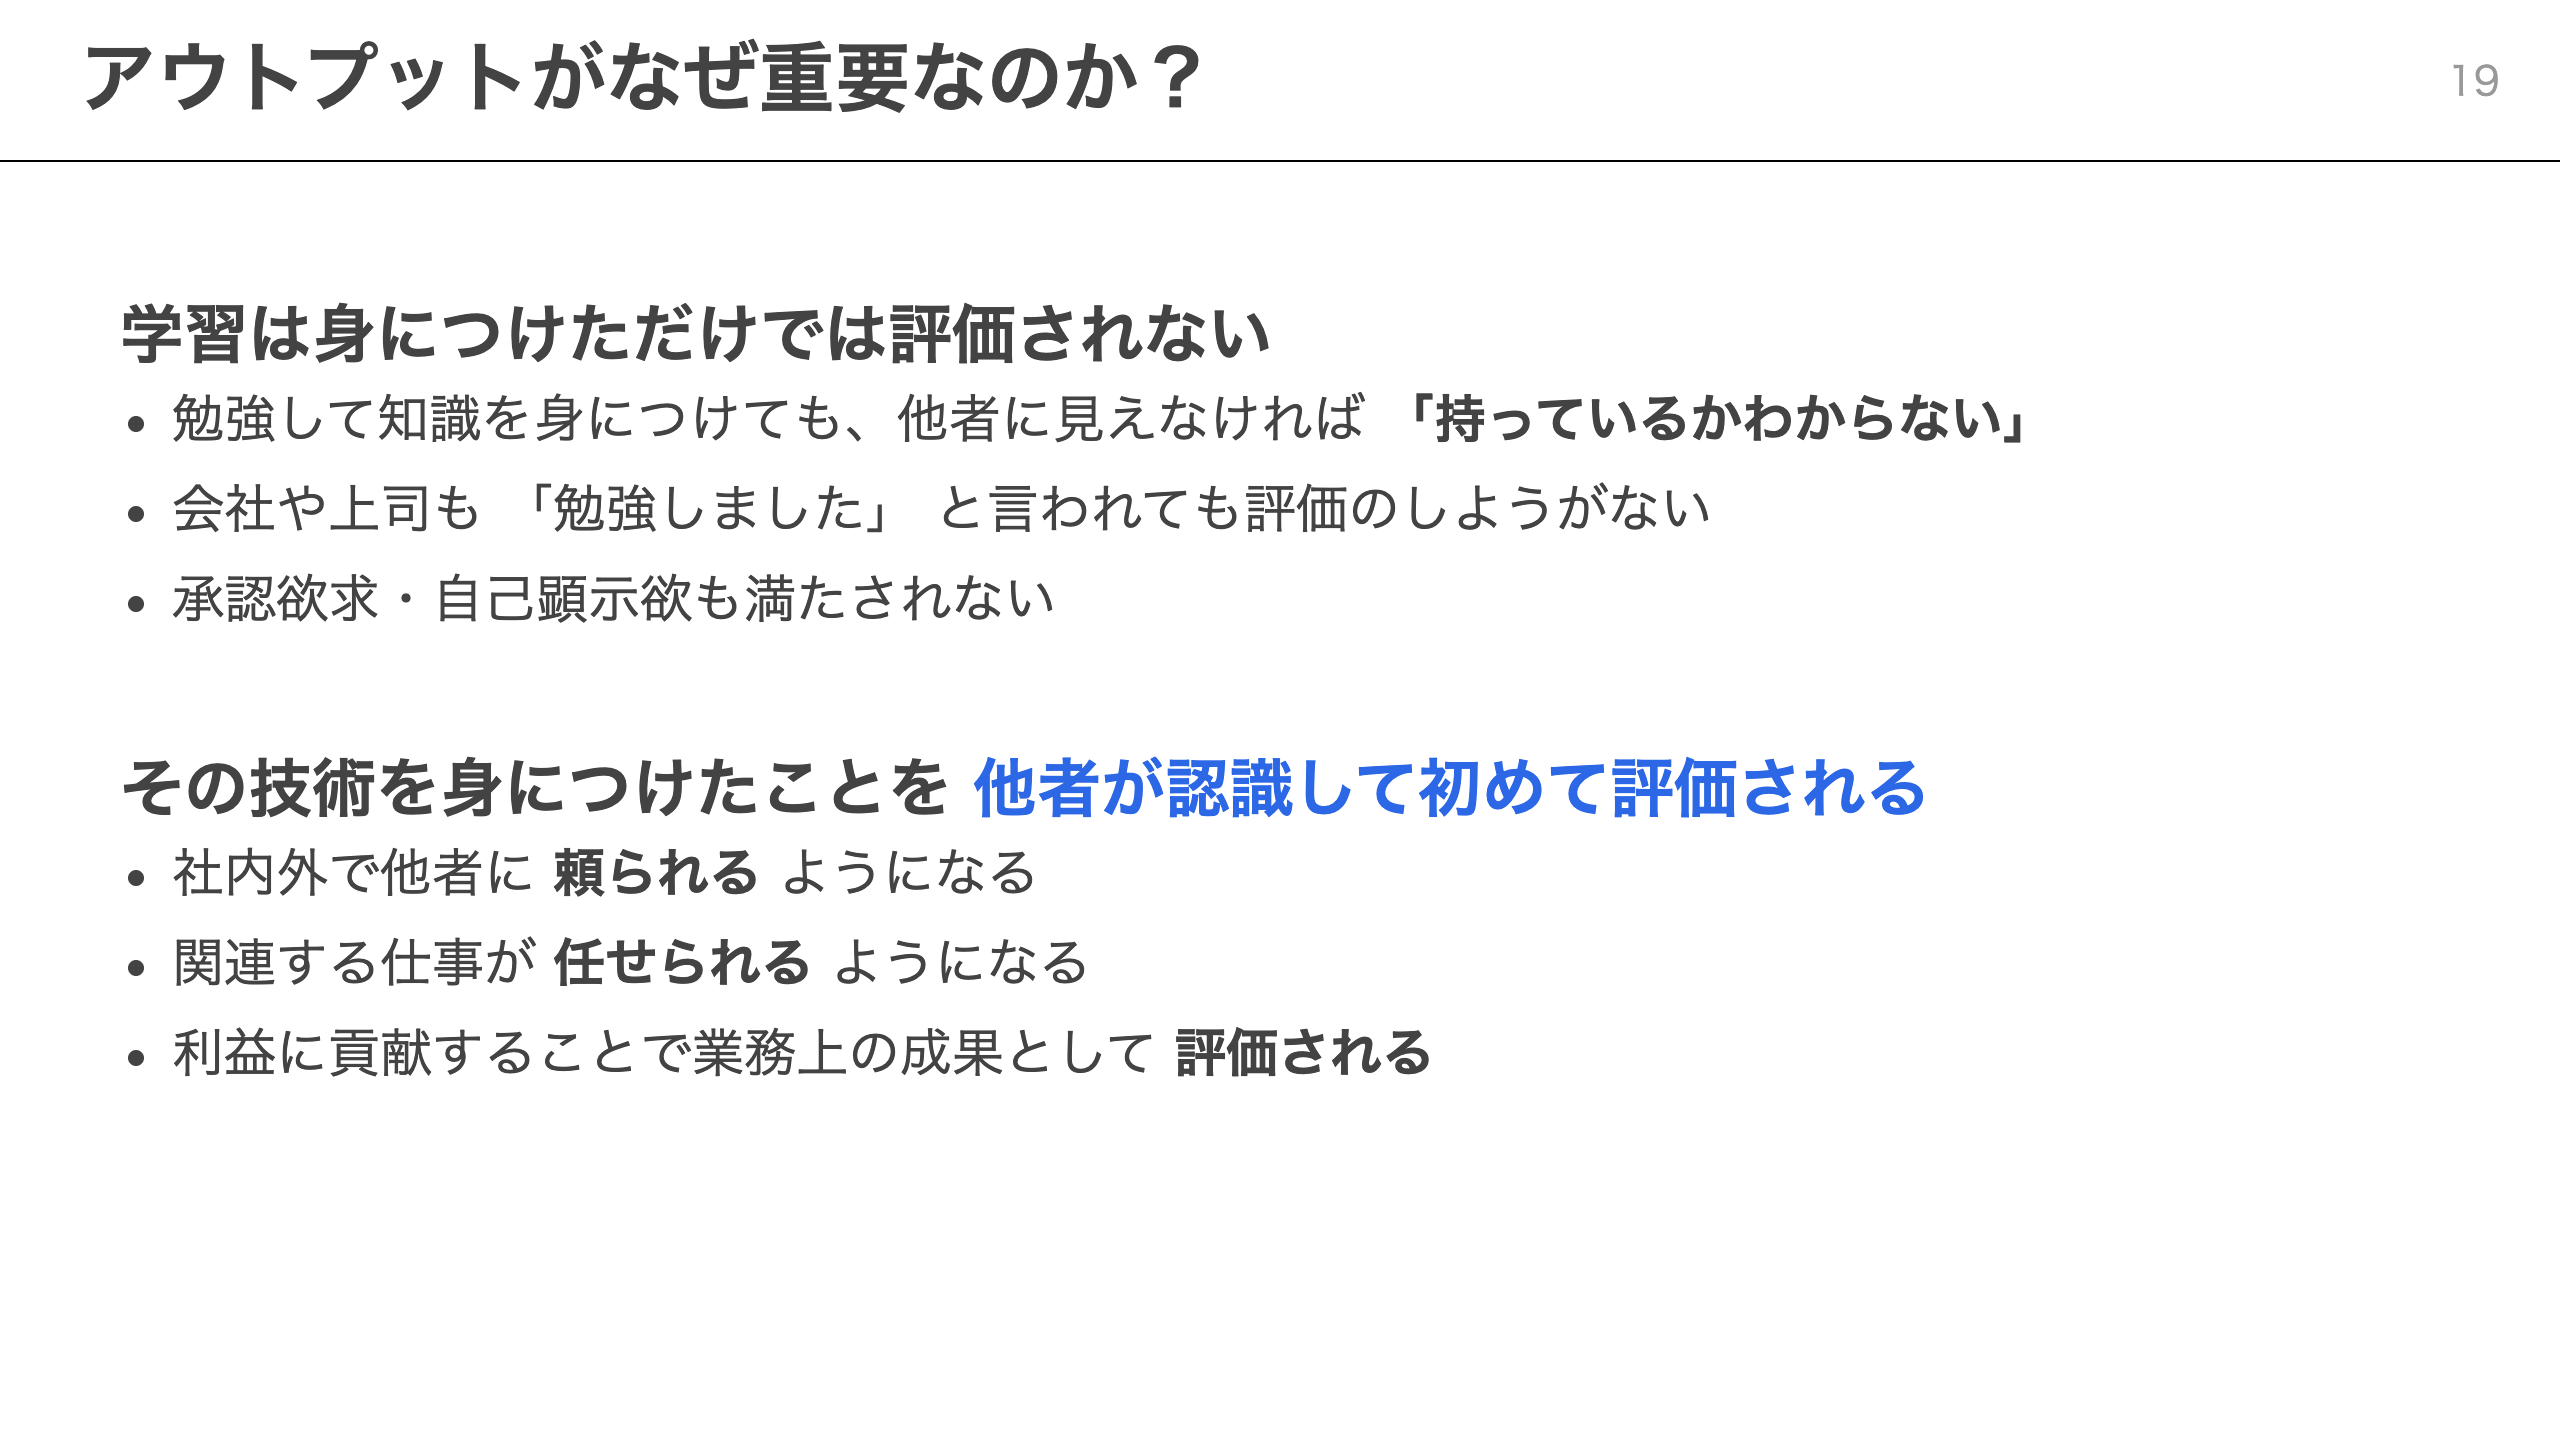 アウトプットがなぜ重要なのか？
19
学習は身につけただけでは評価されない
• 勉強して知識を身につけても、他者に見えなければ 「持っているかわからない」
• 会社や上司も 「勉強しました」 と言われても評価のしようがない
• 承認欲求・自己顕示欲も満たされない
その技術を身につけたことを 他者が認識して初めて評価される
• 社内外で他者に 頼られる ようになる
• 関連する仕事が 任せられる ようになる
• 利益に貢献することで業務上の成果として 評価される